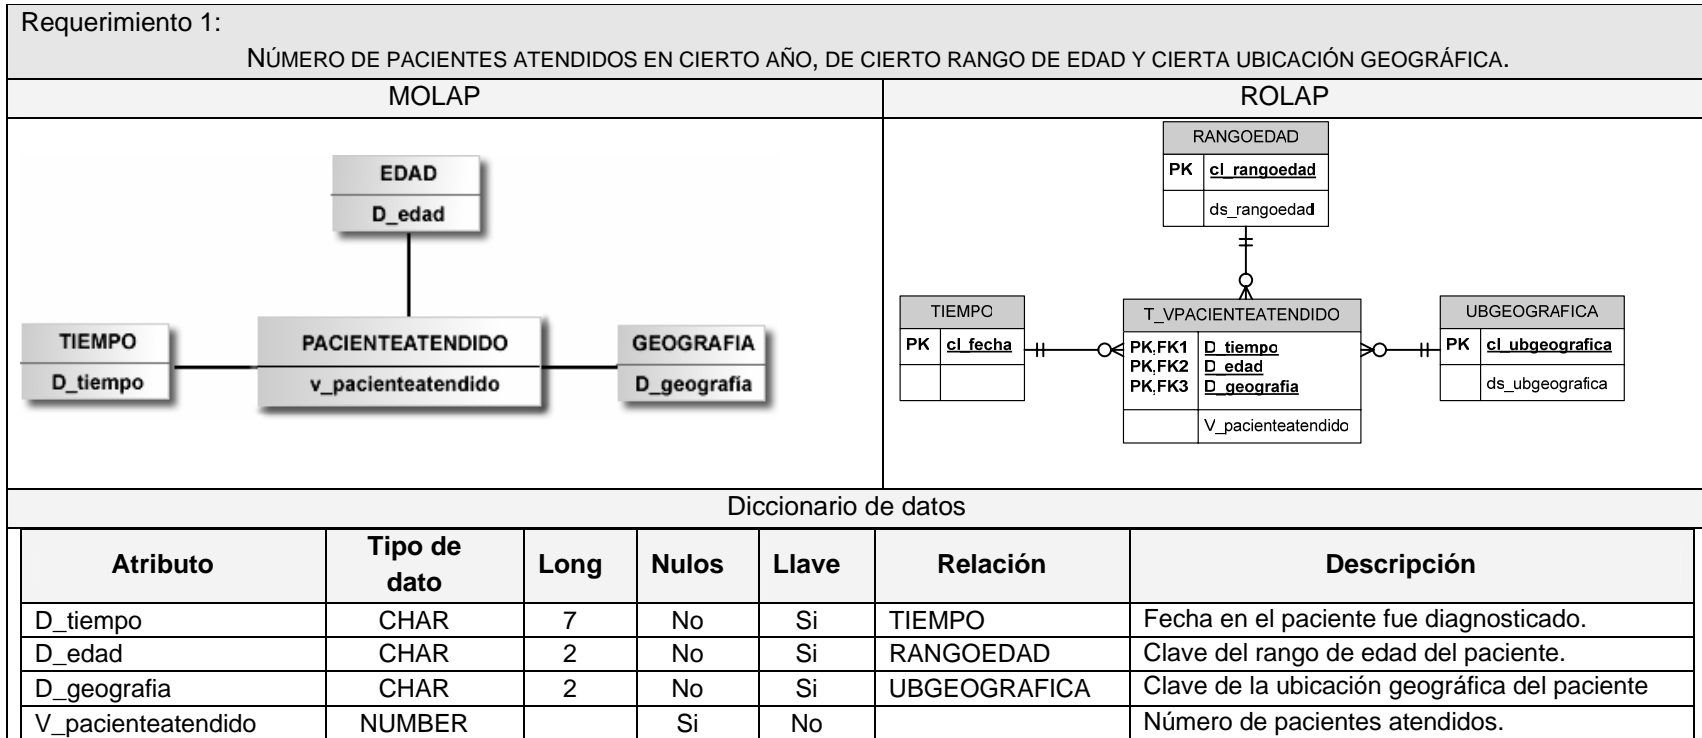 Requerimiento 1:
NÚMERO DE PACIENTES ATENDIDOS EN CIERTO AÑO, DE CIERTO RANGO DE EDAD Y CIERTA UBICACIÓN GEOGRÁFICA.
MOLAP
EDAD
D_edad
TIEMPO
D_tiempo
PACIENTEATENDIDO
v_pacienteatendido
GEOGRAFIA
D_geografía
ROLAP
RANGOEDAD
PK cl_rangoedad
ds_rangoedad
TIEMPO
PK cl_fecha
T_VPACIENTEATENDIDO
PK,FK1 D_tiempo
PK,FK2 D_edad
PK,FK3 D_geografia
V_pacienteatendido
UBGEOGRAFICA
PK cl_ubgeografica
ds_ubgeografica
Diccionario de datos
Atributo Tipo de dato Long Nulos Llave Relación Descripción
D_tiempo CHAR 7 No Si TIEMPO Fecha en el paciente fue diagnosticado.
D_edad CHAR 2 No Si RANGOEDAD Clave del rango de edad del paciente.
D_geografia CHAR 2 No Si UBGEOGRAFICA Clave de la ubicación geográfica del paciente
V_pacienteatendido NUMBER Si No Número de pacientes atendidos.